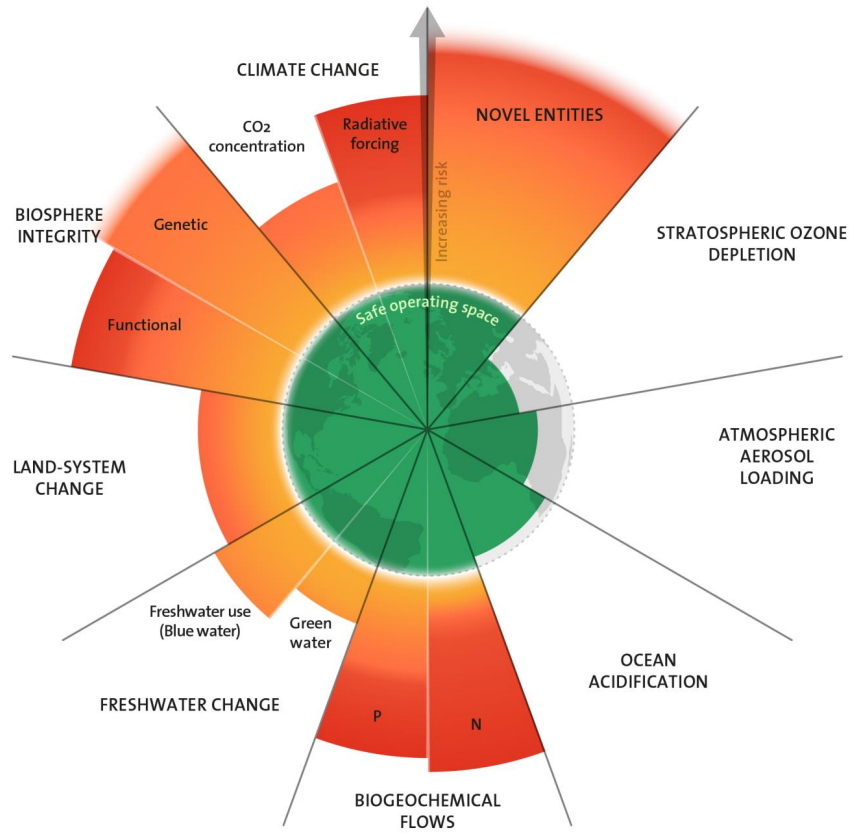 CLIMATE CHANGE
CO2
concentration
Radiative
forcing
NOVEL ENTITIES
Increasing risk
STRATOSPHERIC OZONE
DEPLETION
BIOSPHERE
INTEGRITY
Genetic
Functional
Safe operating space
ATMOSPHERIC
AEROSOL
LOADING
LAND-SYSTEM
CHANGE
Freshwater use
(Blue water)
Green
water
FRESHWATER CHANGE
OCEAN
ACIDIFICATION
P
N
BIOGEOCHEMICAL
FLOWS